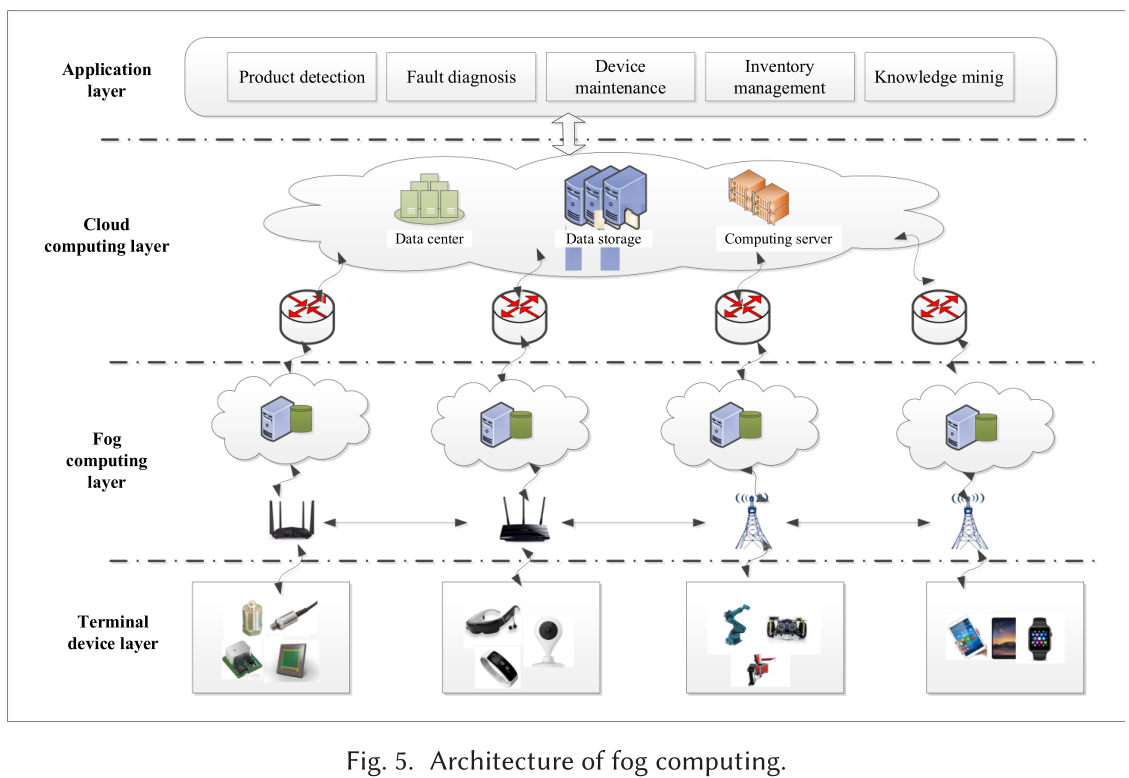 Application
layer
Product detection
Fault diagnosis
Device
maintenance
Inventory
management
Knowledge minig
Cloud
computing layer
Data center
Data storage
Computing server
Fog
computing
layer
Terminal
device layer
Fig. 5. Architecture of fog computing.